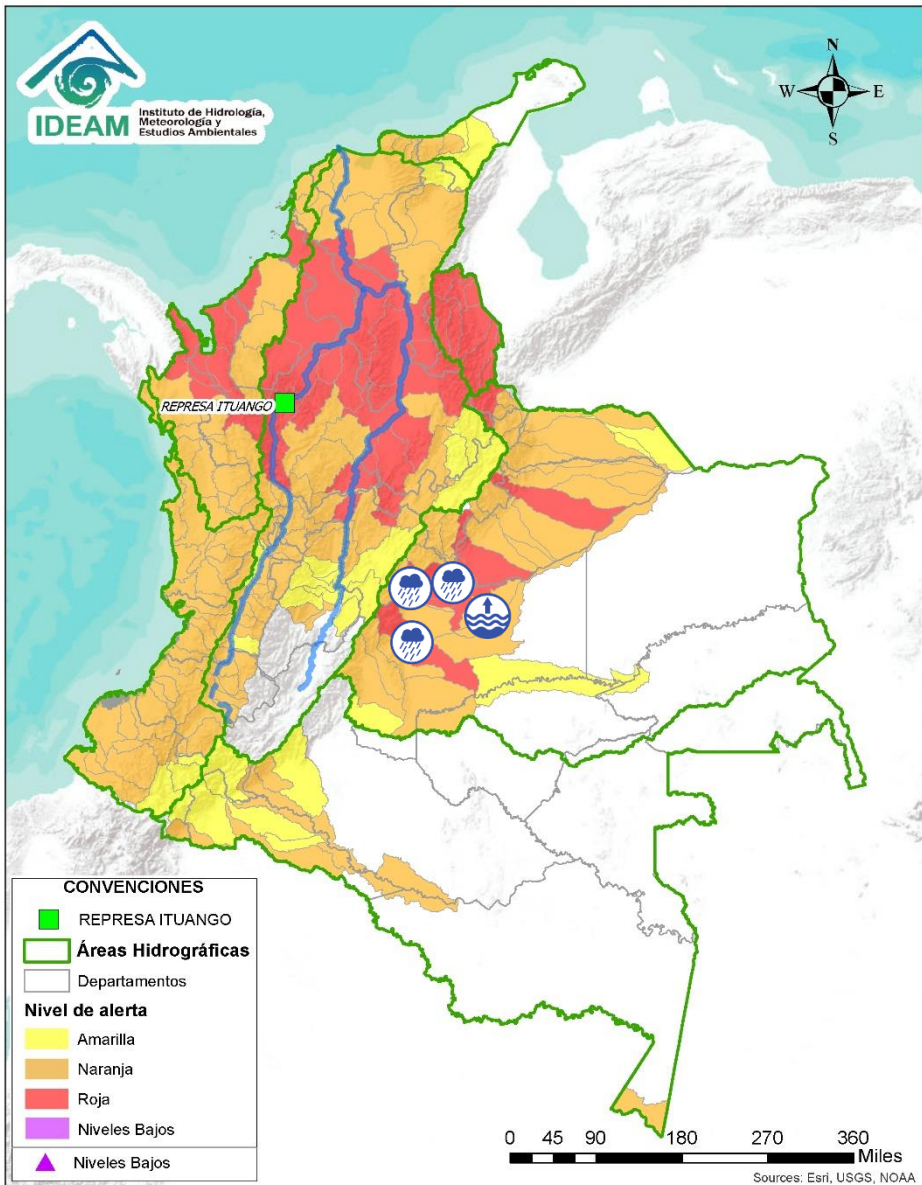 IDEAM
Instituto de Hidrología,
Meteorología y
Estudios Ambientales
N
W
E
S
REPRESA ITUANGO
CONVENCIONES
REPRESA ITUANGO
Áreas Hidrográficas
Departamentos
Nivel de alerta
Amarilla
Naranja
Roja
Niveles Bajos
Niveles Bajos
0 45 90 180 270 360
Miles
Sources: Esri, USGS, NOAA